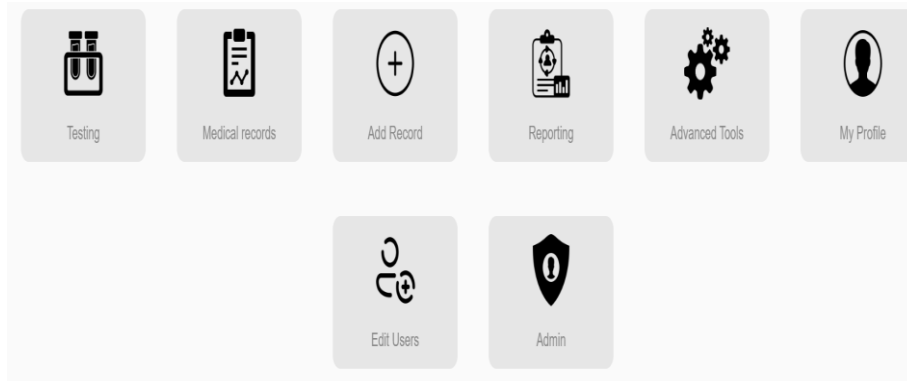 Testing
Medical records
Add Record
Reporting
Advanced Tools
My Profile
Edit Users
Admin